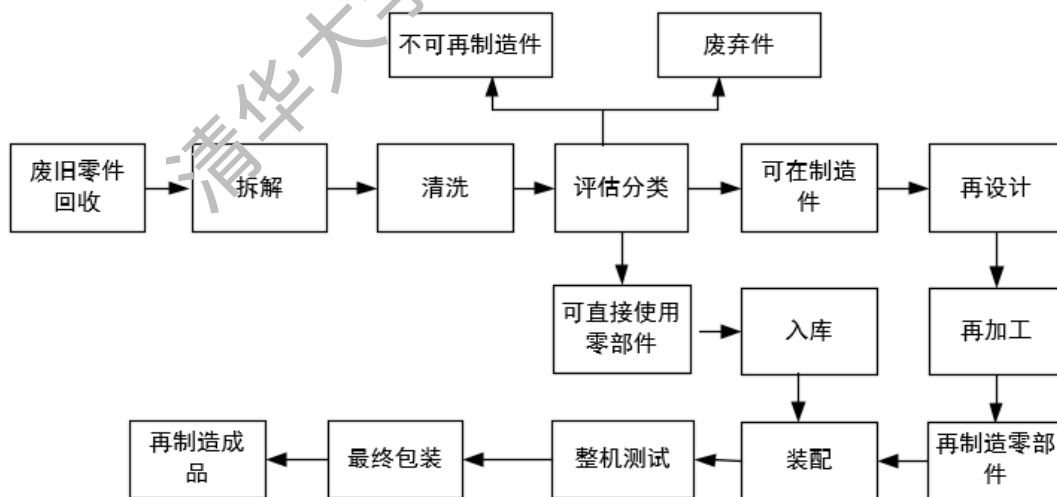 不可再制造件
废弃件
清华大
废旧零件
回收
拆解
清洗
评估分类
可在制造
件
再设计
可直接使用
零部件
入库
再加工
再制造成
品
最终包装
整机测试
装配
再制造零部
件